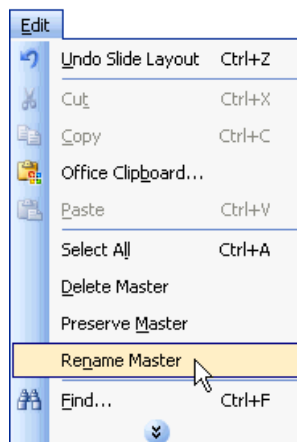 Edit
Undo Slide Layout Ctrl+Z
Cut Ctrl+X
Copy Ctrl+C
Office Clipboard...
Paste Ctrl+V
Select All Ctrl+A
Delete Master
Preserve Master
Rename Master
Find... Ctrl+F